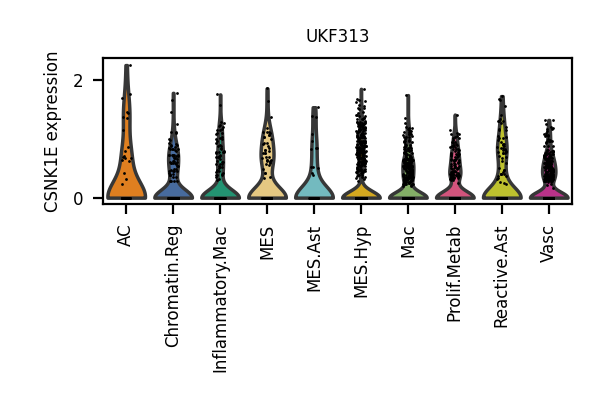 UKF313
CSNK1E expression
2
0
AC
Chromatin.Reg
Inflammatory.Mac
MES
MES.Ast
MES.Hyp
Mac
Prolif.Metab
Reactive.Ast
Vasc